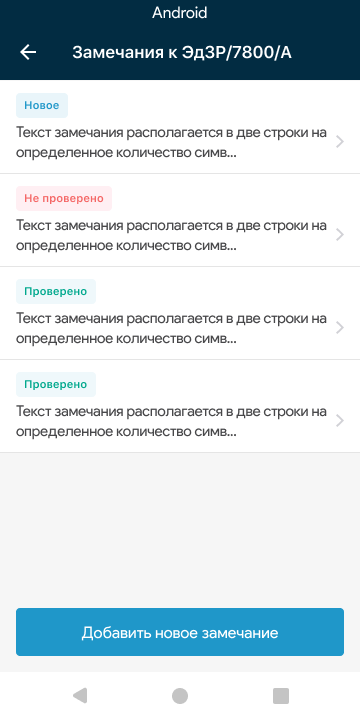 Android
Замечания к ЭдЗР/7800/А
Новое
Текст замечания располагается в две строки на
определенное количество симв...
Не проверено
Текст замечания располагается в две строки на
определенное количество симв...
Проверено
Текст замечания располагается в две строки на
определенное количество симв...
Проверено
Текст замечания располагается в две строки на
определенное количество симв...
Добавить новое замечание